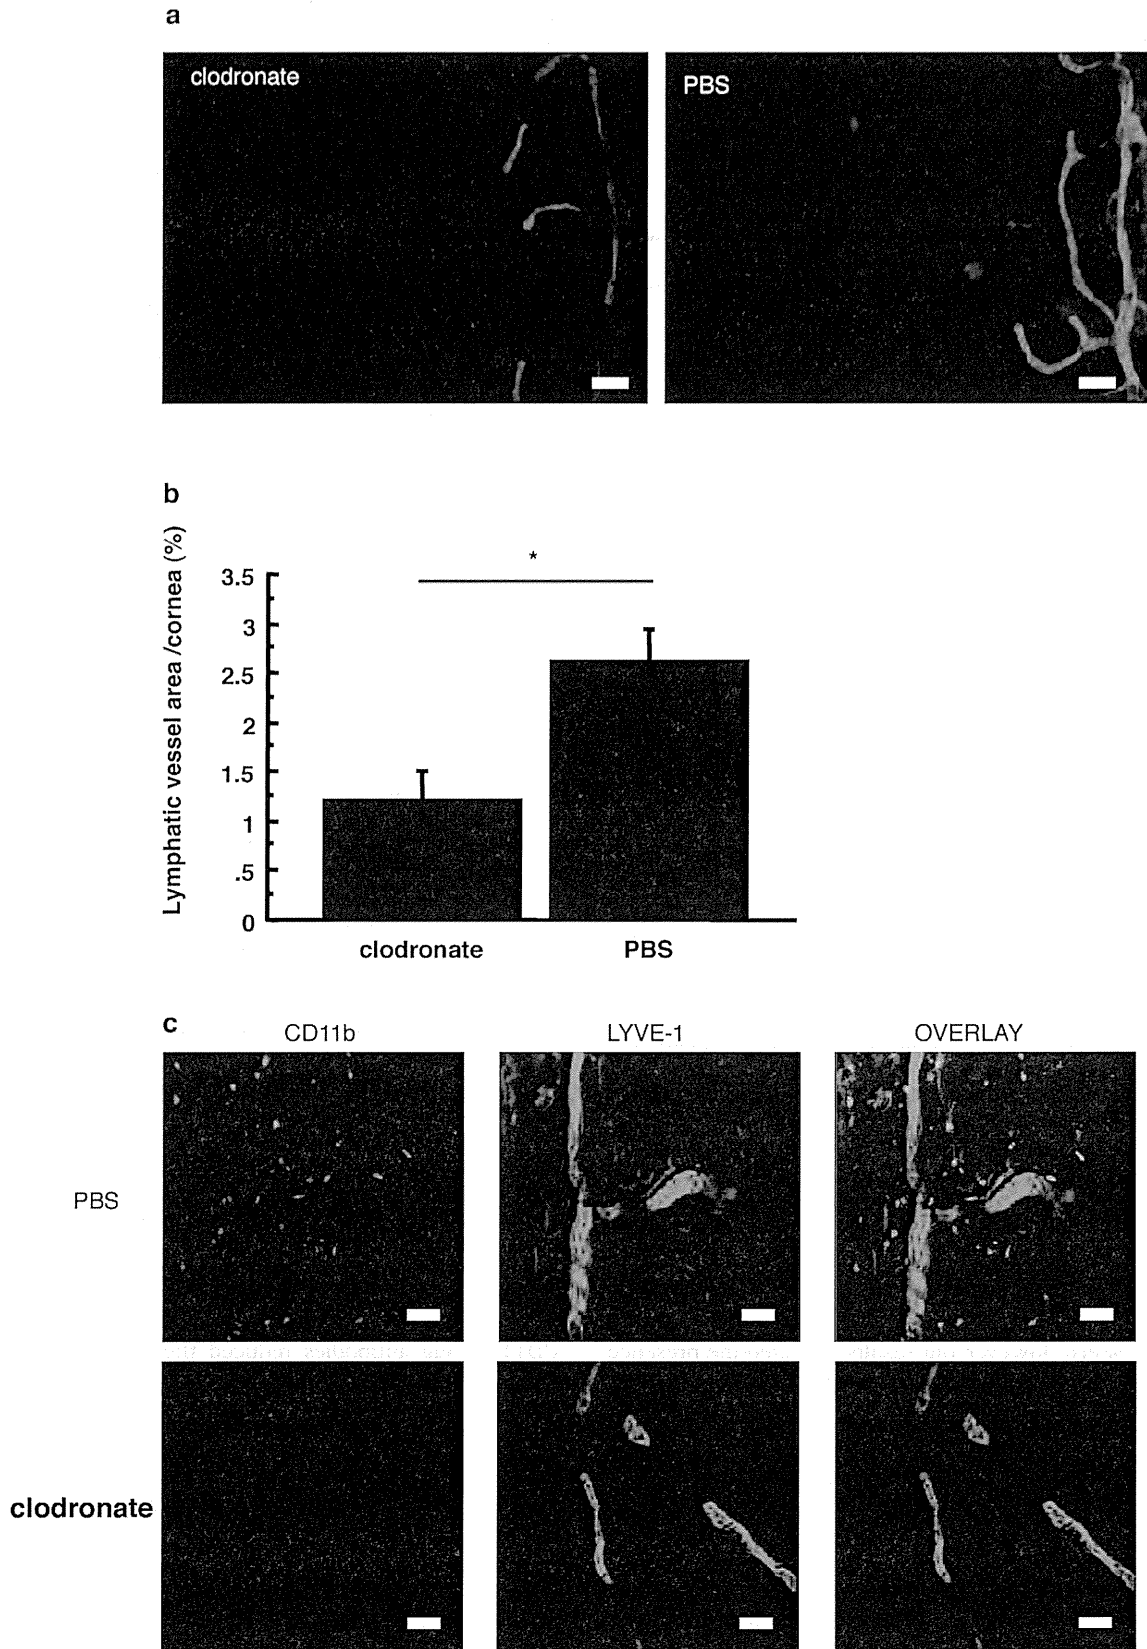 a
clodronate
PBS
b
Lymphatic vessel area /cornea (%)
*
3.5
3
2.5
2
1.5
1
.5
0
clodronate
PBS
c
CD11b
LYVE-1
OVERLAY
PBS
clodronate